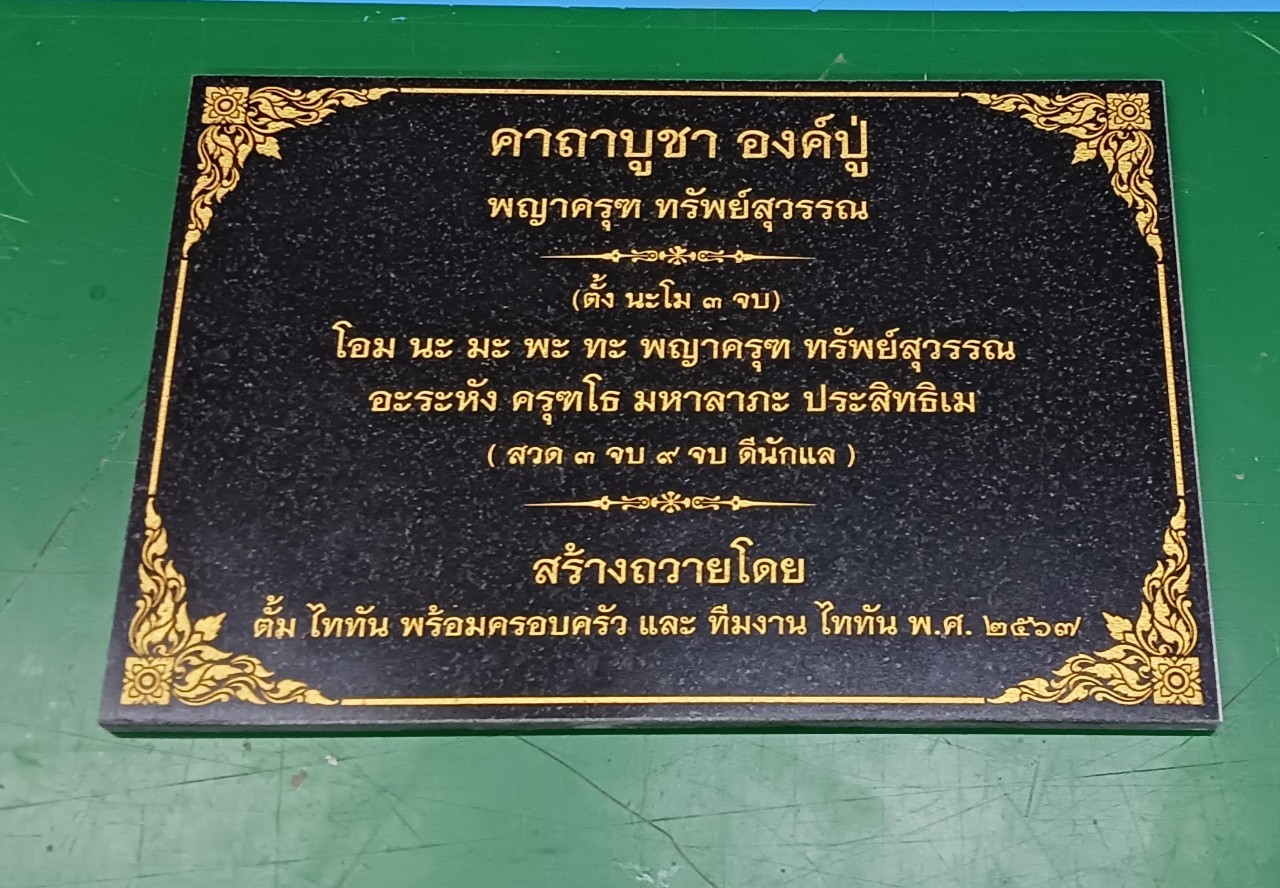 คาถาบูชา องค์ปู่
พญาครุฑ ทรัพย์สุวรรณ
(ตั้ง นะโม ๓ จบ)
โอม นะ มะ พะ ทะ พญาครุฑ ทรัพย์สุวรรณ
อะระหัง ครุฑโธ มหาลาภะ ประสิทธิเม
( สวด ๓ จบ ๙ จบ ดีนักแล )
สร้างถวายโดย
ตั้ม ไททัน พร้อมครอบครัว และ ทีมงาน ไททัน พ.ศ. ๒๕๖๗